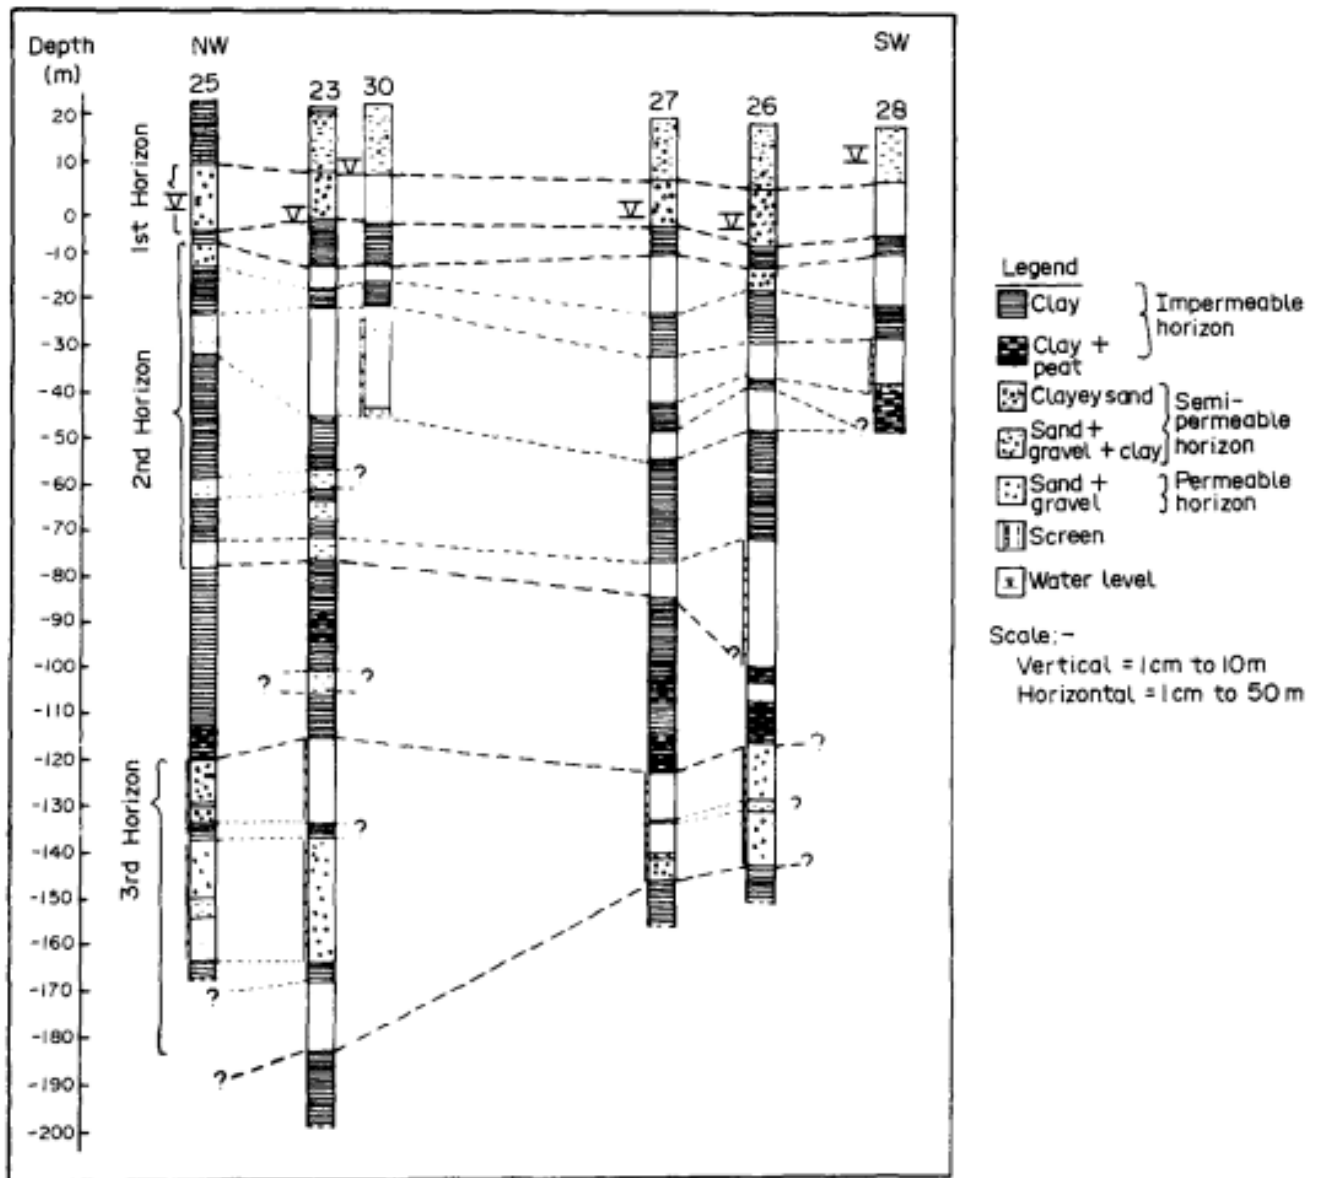 Depth
(m)
NW
SW
25
23
30
27
26
28
20
10
0
-10
-20
-30
-40
-50
-60
-70
-80
-90
-100
-110
-120
-130
-140
-150
-160
-170
-180
-190
-200
1st Horizon
2nd Horizon
3rd Horizon
?
?
?
?
?
?
?
?
?
?
?
Legend
Clay
Clay +
peat
Impermeable
horizon
Clayey sand
Sand +
gravel + clay
Semi-
permeable
horizon
Sand +
gravel
Permeable
horizon
Screen
Water level
Scale:-
Vertical = 1cm to 10m
Horizontal = 1cm to 50m